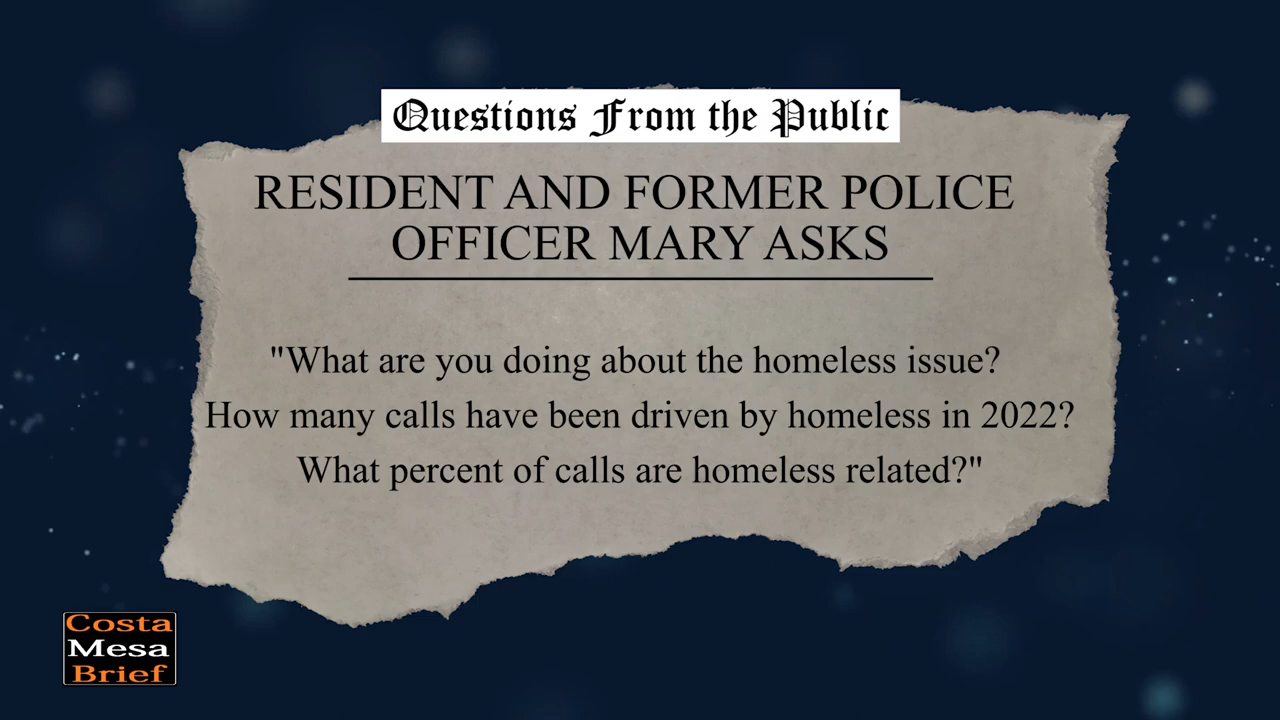 Questions From the Public
RESIDENT AND FORMER POLICE
OFFICER MARY ASKS
"What are you doing about the homeless issue?
How many calls have been driven by homeless in 2022?
What percent of calls are homeless related?"
Costa
Mesa
Brief